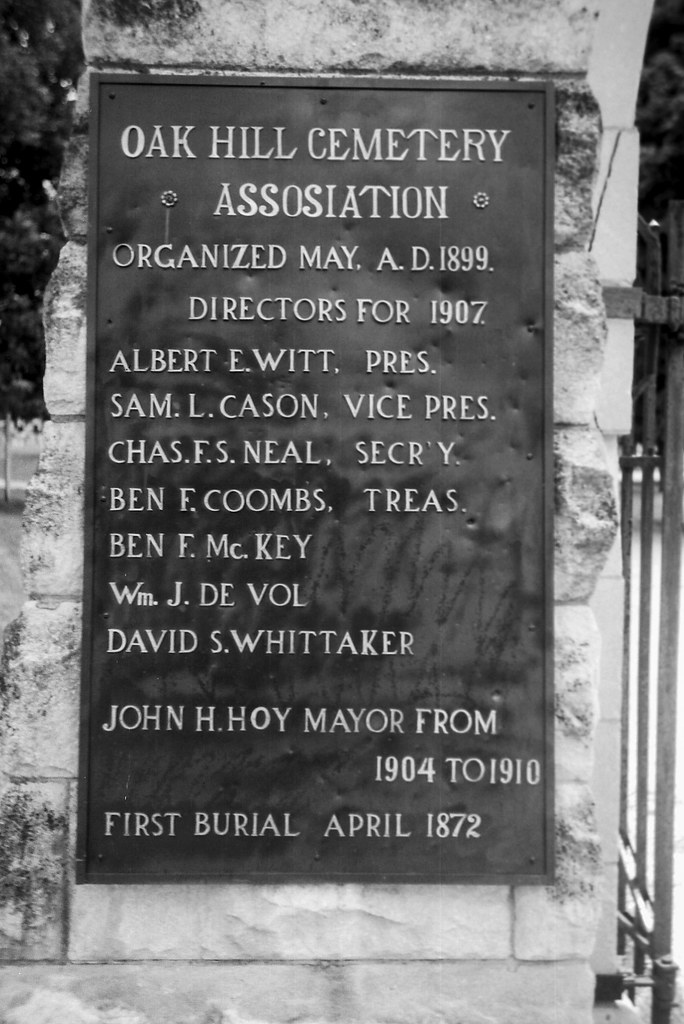 OAK HILL CEMETERY
ASSOSIATION
ORGANIZED MAY, A. D. 1899.
DIRECTORS FOR 1907.
ALBERT E. WITT, PRES.
SAM. L. CASON, VICE PRES.
CHAS. F. S. NEAL, SECR'Y.
BEN F. COOMBS, TREAS.
BEN F. Mc. KEY
Wm. J. DE VOL
DAVID S. WHITTAKER
JOHN H. HOY MAYOR FROM
1904 TO 1910
FIRST BURIAL APRIL 1872